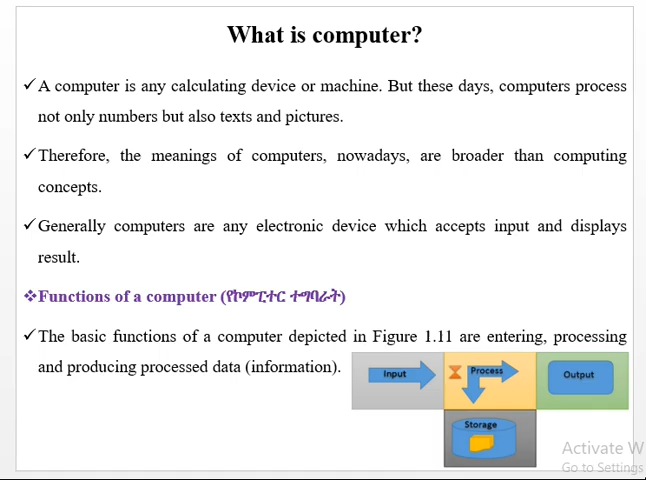 What is computer?
✓A computer is any calculating device or machine. But these days, computers process
not only numbers but also texts and pictures.
✓Therefore, the meanings of computers, nowadays, are broader than computing
concepts.
✓Generally computers are any electronic device which accepts input and displays
result.
❖Functions of a computer (የኮምፒተር ተግባራት)
✓The basic functions of a computer depicted in Figure 1.11 are entering, processing
and producing processed data (information).
Input
Process
Output
Storage
Activate W
Go to Settings